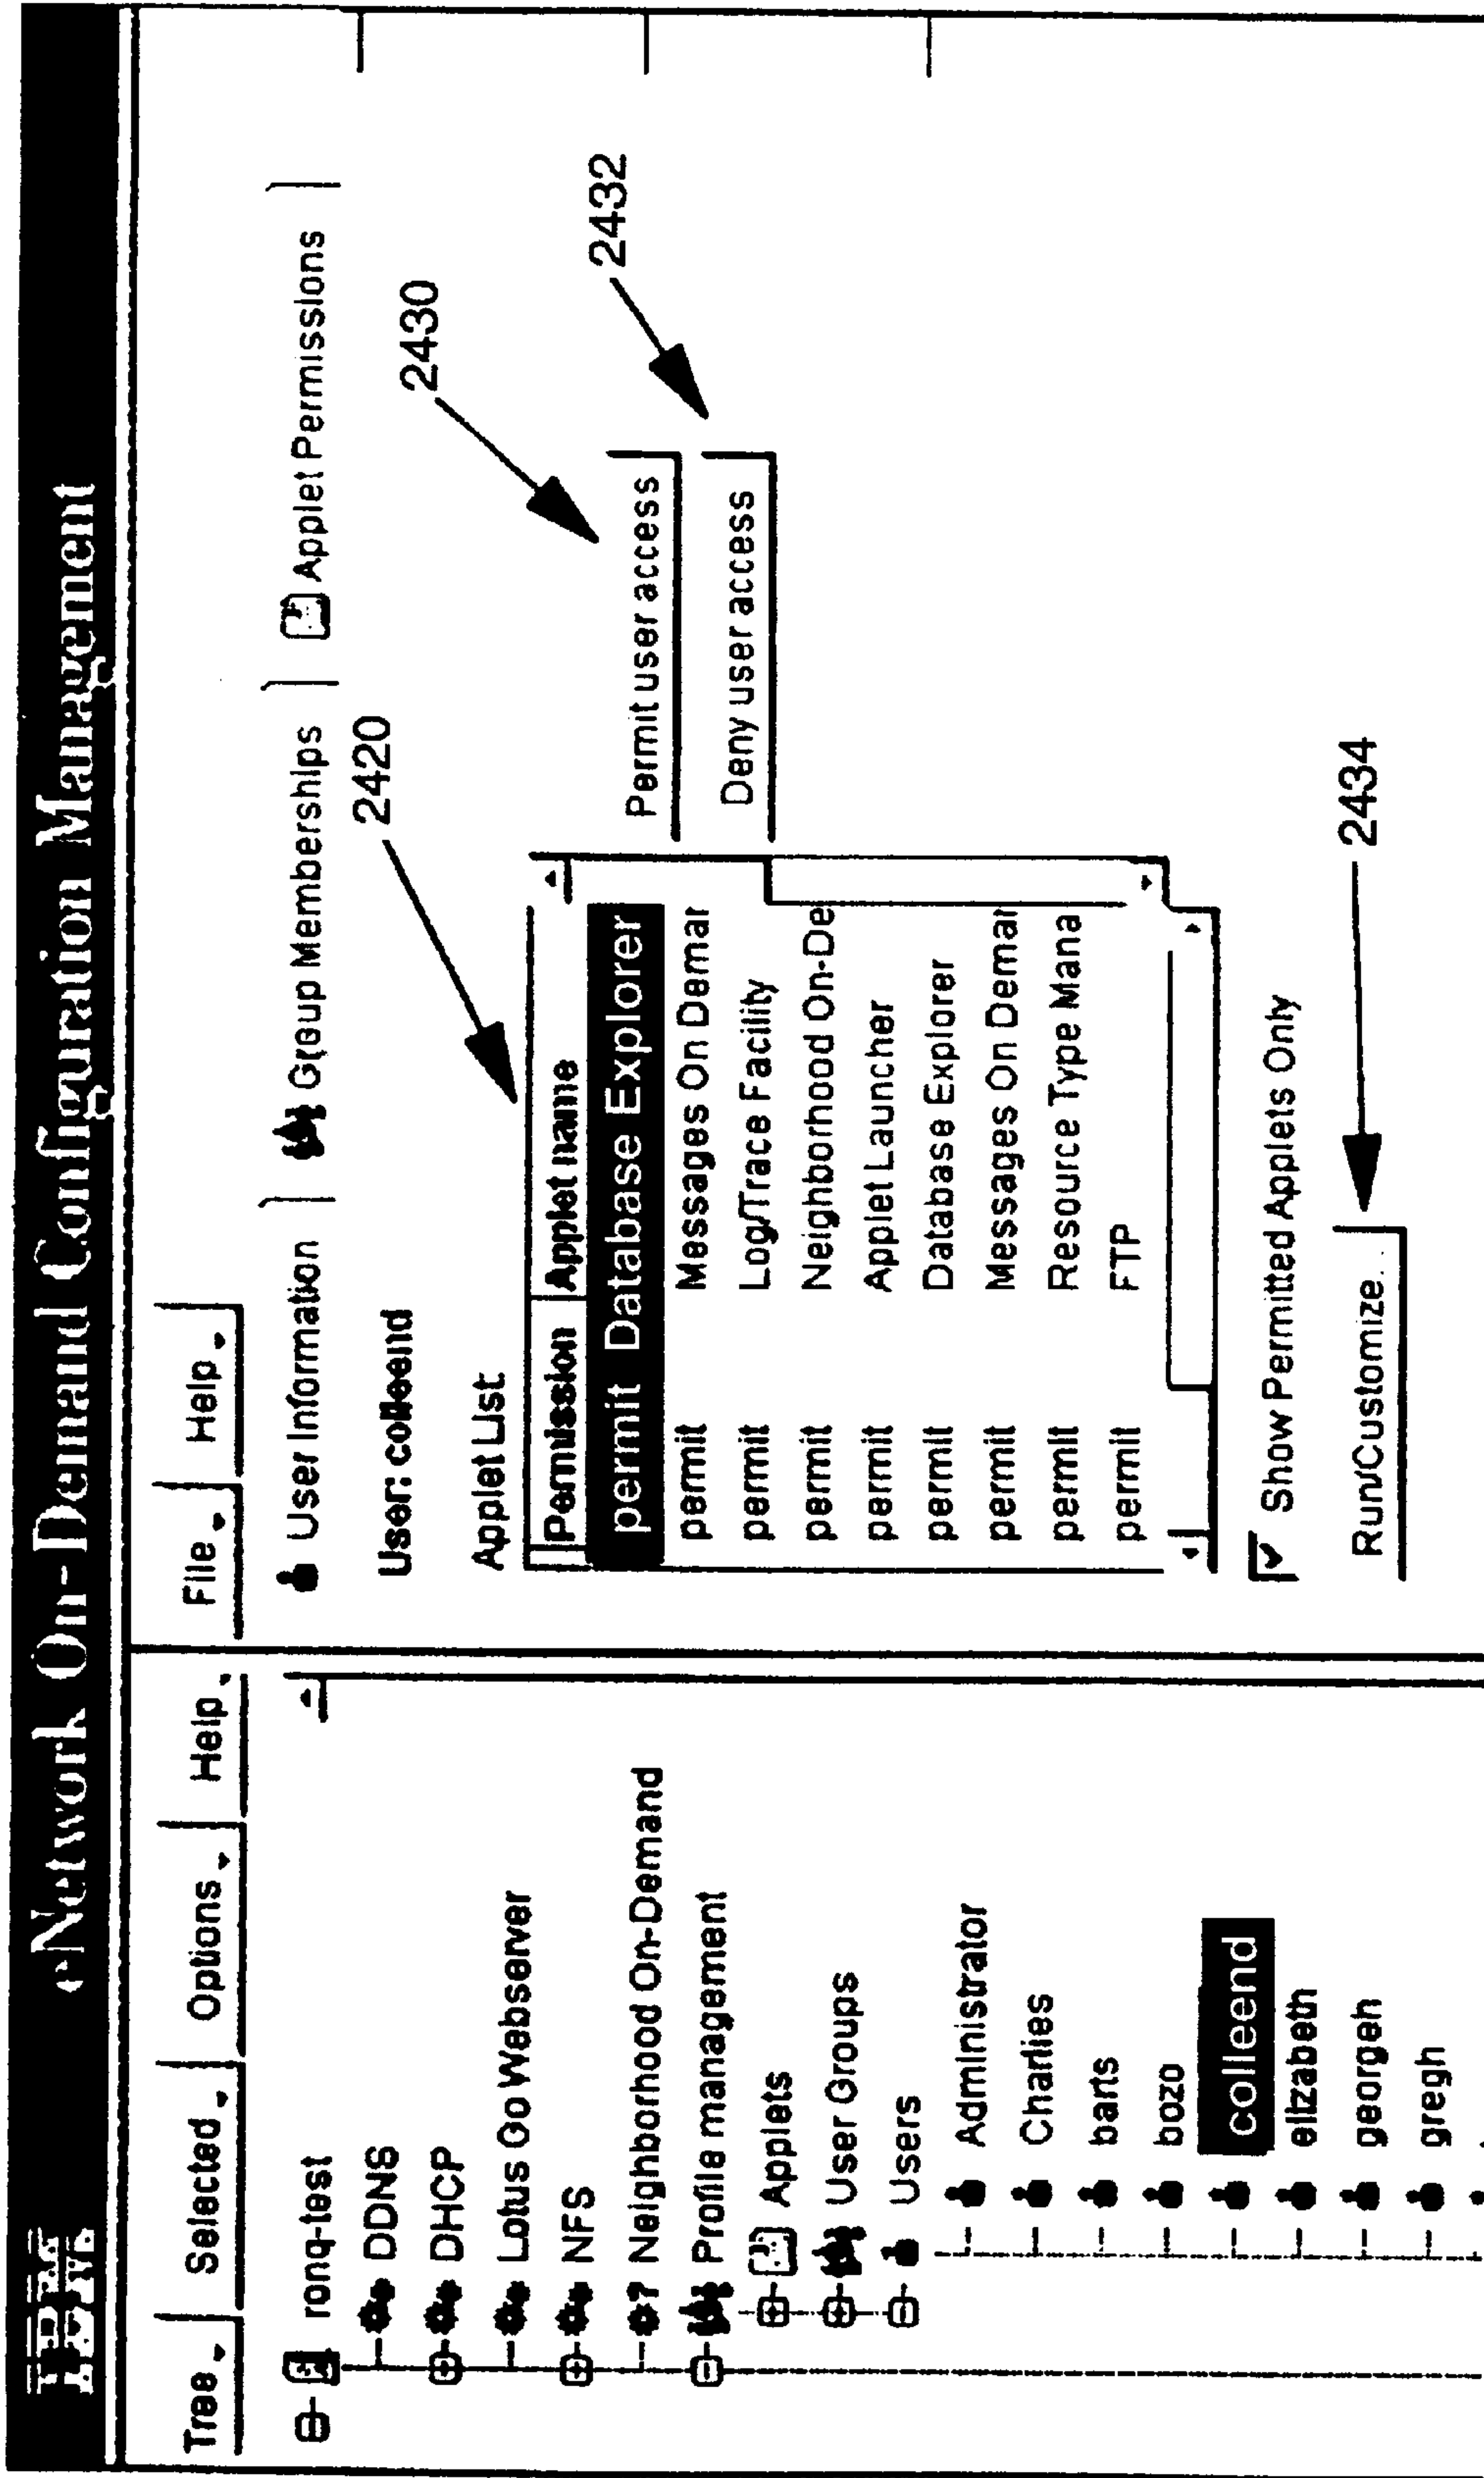 IBM eNetwork On-Demand Configuration Management
Tree Selected Options Help
File Help
ronq-test
DDNS
DHCP
Lotus Go Webserver
NFS
Neighborhood On-Demand
Profile management
Applets
User Groups
Users
Administrator
Charlies
barts
bozo
colleend
elizabeth
georgeh
gregh
User Information Group Memberships Applet Permissions
User: colleend
2420
2430
2432
Applet List
Permission Applet name
permit Database Explorer
permit Messages On Demar
permit Log/Trace Facility
permit Neighborhood On-De
permit Applet Launcher
permit Database Explorer
permit Messages On Demar
permit Resource Type Mana
permit FTP
Permit user access
Deny user access
Show Permitted Applets Only
Run/Customize..
2434